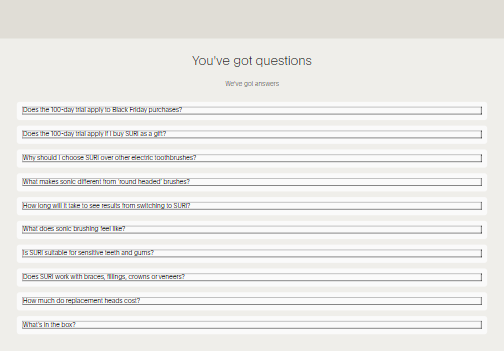 You've got questions
We've got answers
Does the 100-day trial apply to Black Friday purchases?
Does the 100-day trial apply if I buy SURI as a gift?
Why should I choose SURI over other electric toothbrushes?
What makes sonic different from 'round headed' brushes?
How long will it take to see results from switching to SURI?
What does sonic brushing feel like?
Is SURI suitable for sensitive teeth and gums?
Does SURI work with braces, fillings, crowns or veneers?
How much do replacement heads cost?
What's in the box?